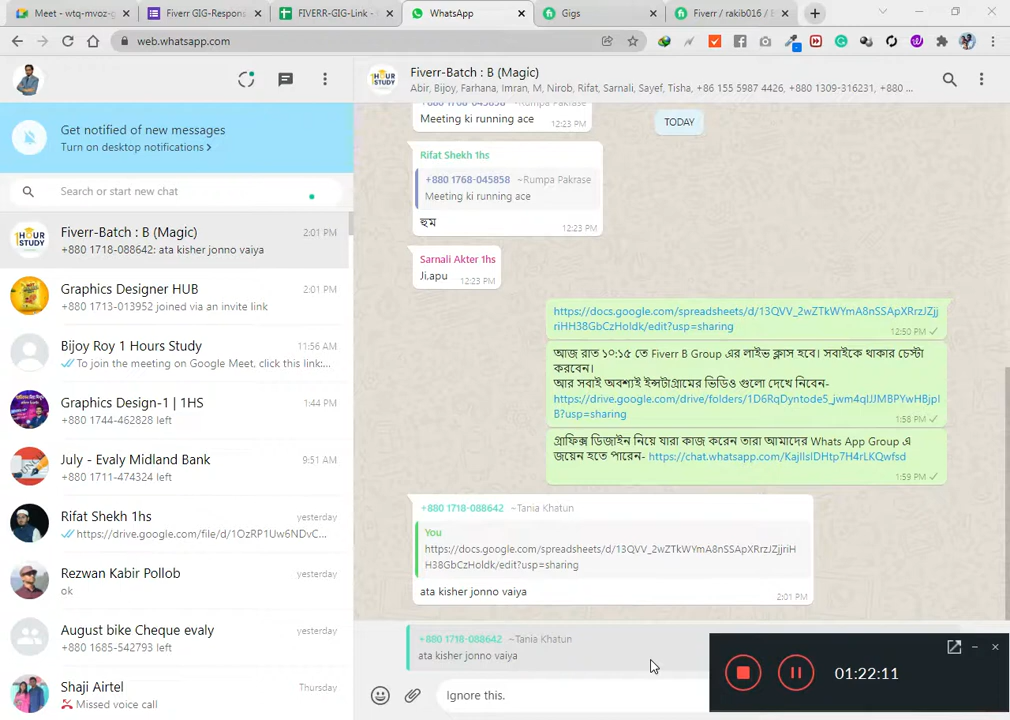 Meet - wtq-mvoz-g
Fiverr GIG-Respon
FIVERR-GIG-Link -
WhatsApp
Gigs
Fiverr / rakib016 / E
web.whatsapp.com
Get notified of new messages
Turn on desktop notifications >
Search or start new chat
Fiverr-Batch : B (Magic)
2:01 PM
+880 1718-088642: ata kisher jonno vaiya
Graphics Designer HUB
2:01 PM
+880 1713-013952 joined via an invite link
Bijoy Roy 1 Hours Study
11:56 AM
To join the meeting on Google Meet, click this link:...
Graphics Design-1 | 1HS
1:44 PM
+880 1744-462828 left
July - Evaly Midland Bank
9:51 AM
+880 1711-474324 left
Rifat Shekh 1hs
yesterday
https://drive.google.com/file/d/1OzRP1Uw6NDvC...
Rezwan Kabir Pollob
yesterday
ok
August bike Cheque evaly
yesterday
+880 1685-542793 left
Shaji Airtel
Thursday
Missed voice call
Fiverr-Batch : B (Magic)
Abir, Bijoy, Farhana, Imran, M, Nirob, Rifat, Sarnali, Sayef, Tisha, +86 155 5987 4426, +880 1309-316231, +880 ...
+880 1768-045858 ~Rumpa Pakrase
Meeting ki running ace
12:23 PM
TODAY
Rifat Shekh 1hs
+880 1768-045858 ~Rumpa Pakrase
Meeting ki running ace
হুম
12:23 PM
Sarnali Akter 1hs
Ji.apu
12:23 PM
https://docs.google.com/spreadsheets/d/13QVV_2wZTkWYmA8nSSApXRrzJZjj
riHH38GbCzHoldk/edit?usp=sharing
12:50 PM
আজ রাত ১০:১৫ তে Fiverr B Group এর লাইভ ক্লাস হবে। সবাইকে থাকার চেস্টা
করবেন।
আর সবাই অবশ্যই ইন্সটাগ্রামের ভিডিও গুলো দেখে নিবেন-
https://drive.google.com/drive/folders/1D6RqDyntode5_jwm4qlJJMBPYwHBjpI
B?usp=sharing
1:58 PM
গ্রাফিক্স ডিজাইন নিয়ে যারা কাজ করেন তারা আমাদের Whats App Group এ
জয়েন হতে পারেন- https://chat.whatsapp.com/KajIlsIDHtp7H4rLKQwfsd
1:59 PM
+880 1718-088642 ~Tania Khatun
You
https://docs.google.com/spreadsheets/d/13QVV_2wZTkWYmA8nSSApXRrzJZjjriH
H38GbCzHoldk/edit?usp=sharing
ata kisher jonno vaiya
2:01 PM
+880 1718-088642 ~Tania Khatun
ata kisher jonno vaiya
Ignore this.
01:22:11
1 HOUR
STUDY
1 HOUR
STUDY